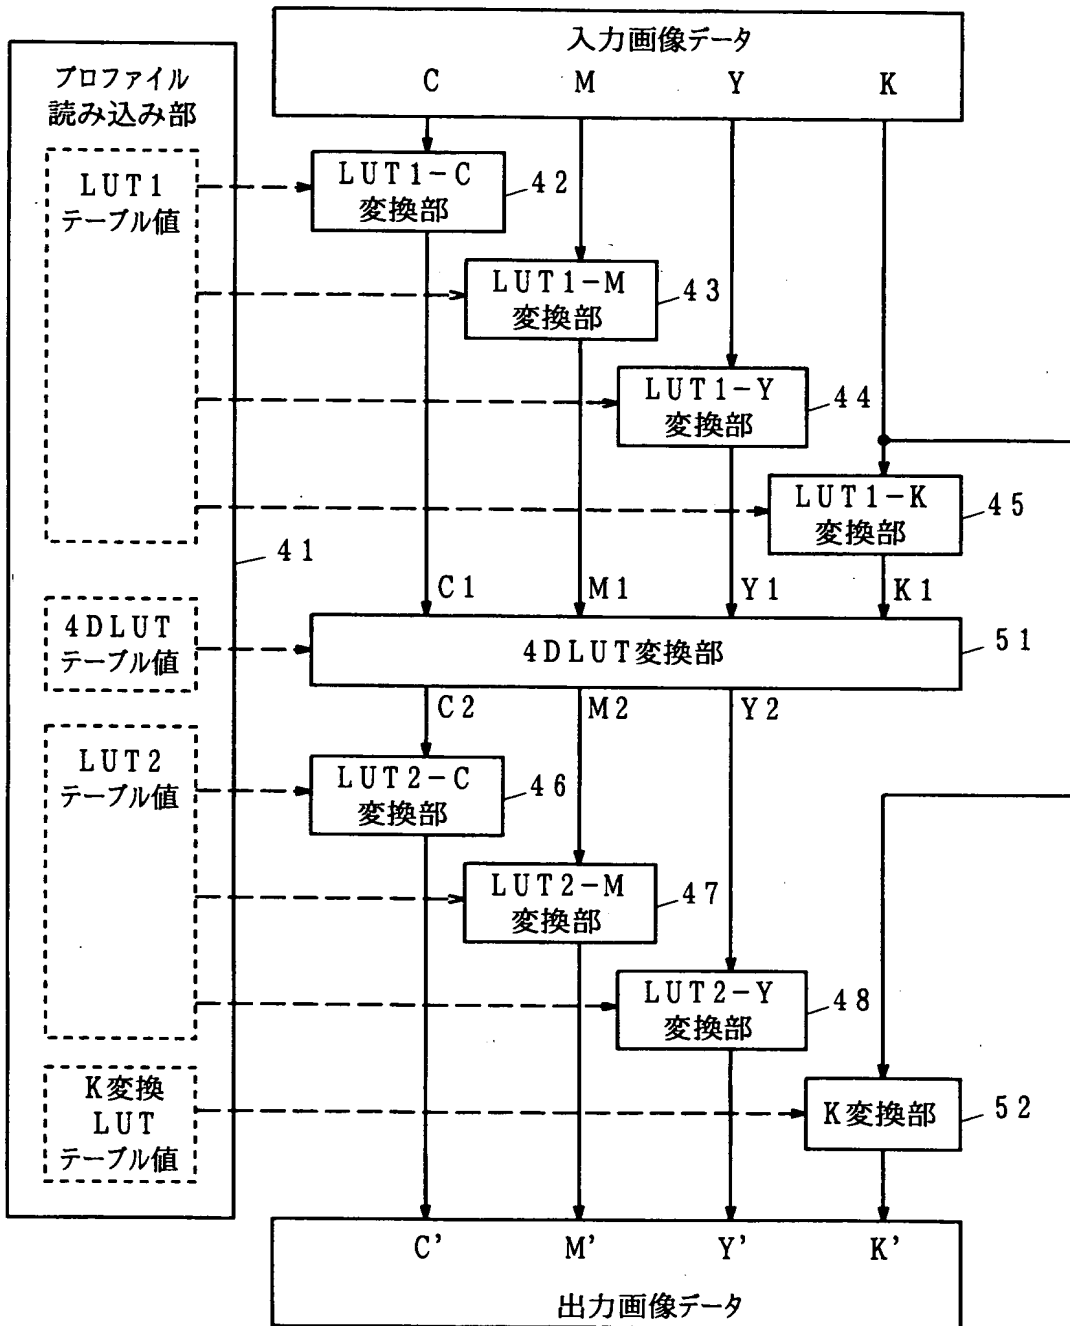 入力画像データ
C M Y K
プロファイル
読み込み部
LUT1
テーブル値
LUT1-C
変換部
42
LUT1-M
変換部
43
LUT1-Y
変換部
44
LUT1-K
変換部
45
41
C1 M1 Y1 K1
4DLUT
テーブル値
4DLUT変換部
51
C2 M2 Y2
LUT2
テーブル値
LUT2-C
変換部
46
LUT2-M
変換部
47
LUT2-Y
変換部
48
K変換
LUT
テーブル値
K変換部
52
C' M' Y' K'
出力画像データ